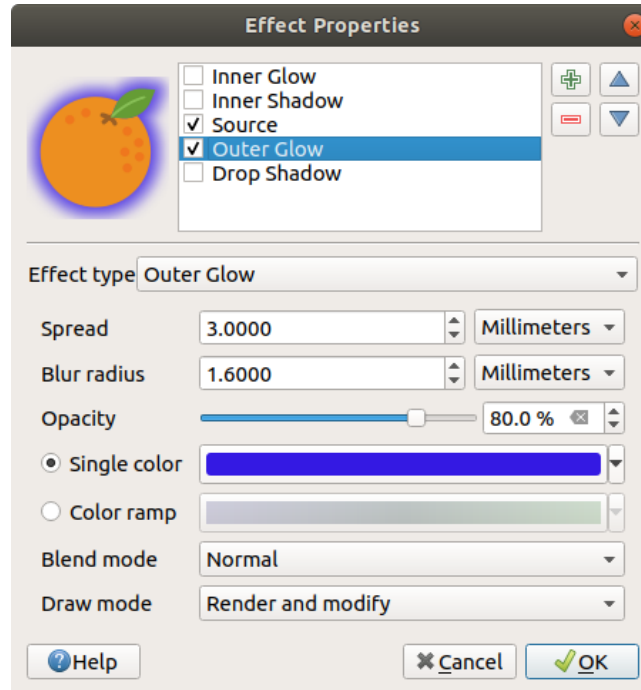 Effect Properties
Inner Glow
Inner Shadow
Source
Outer Glow
Drop Shadow
Effect type Outer Glow
Spread 3.0000 Millimeters
Blur radius 1.6000 Millimeters
Opacity 80.0 %
Single color
Color ramp
Blend mode Normal
Draw mode Render and modify
Help Cancel OK